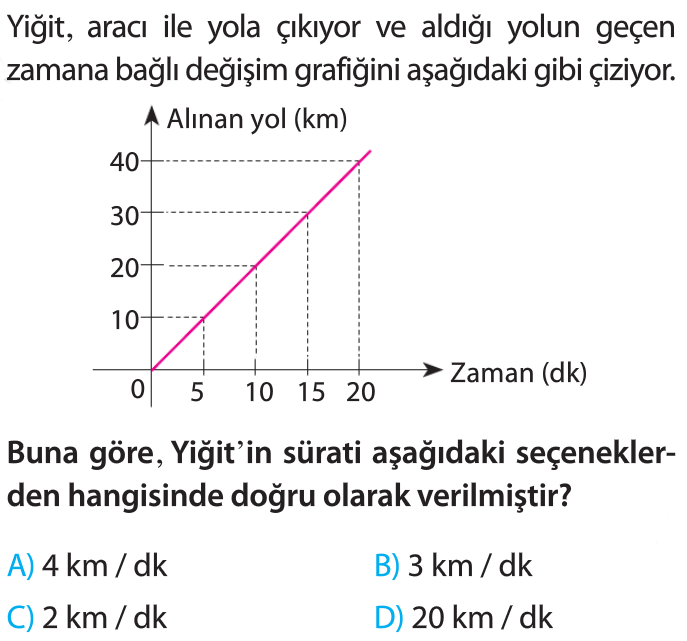 Yiğit, aracı ile yola çıkıyor ve aldığı yolun geçen
zamana bağlı değişim grafiğini aşağıdaki gibi çiziyor.
Alınan yol (km)
40
30
20
10
0 5 10 15 20
Zaman (dk)
Buna göre, Yiğit’in sürati aşağıdaki seçenekler-
den hangisinde doğru olarak verilmiştir?
A) 4 km / dk B) 3 km / dk
C) 2 km / dk D) 20 km / dk